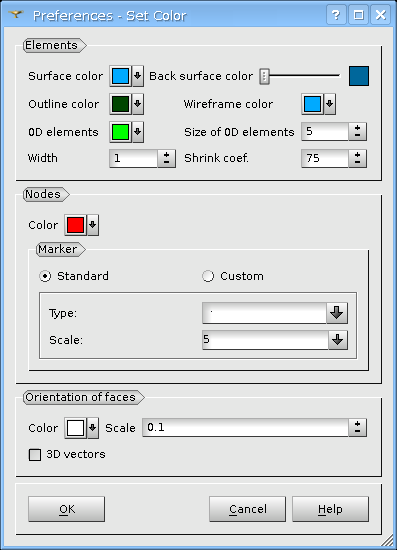 Preferences - Set Color
Elements
Surface color Back surface color
Outline color Wireframe color
0D elements Size of 0D elements 5
Width 1 Shrink coef. 75
Nodes
Color
Marker
Standard Custom
Type:
Scale: 5
Orientation of faces
Color Scale 0.1
3D vectors
OK Cancel Help